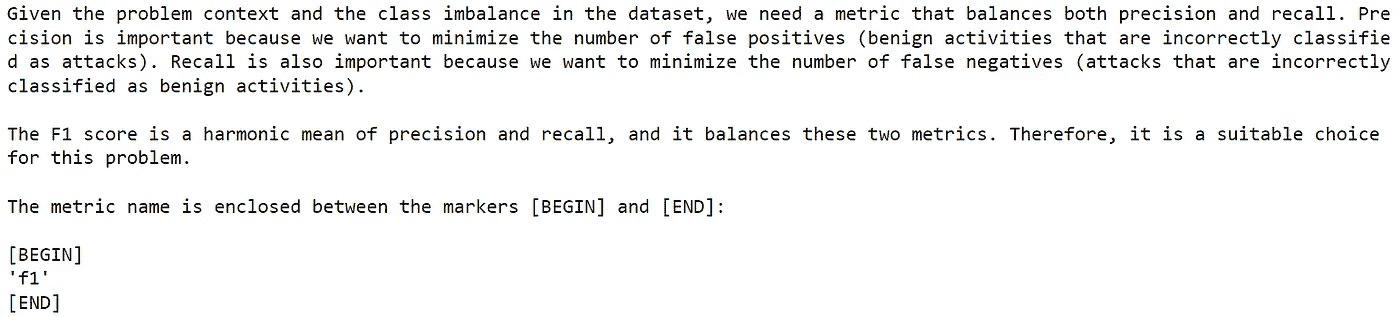 Given the problem context and the class imbalance in the dataset, we need a metric that balances both precision and recall. Pre
cision is important because we want to minimize the number of false positives (benign activities that are incorrectly classifie
d as attacks). Recall is also important because we want to minimize the number of false negatives (attacks that are incorrectly
classified as benign activities).

The F1 score is a harmonic mean of precision and recall, and it balances these two metrics. Therefore, it is a suitable choice
for this problem.

The metric name is enclosed between the markers [BEGIN] and [END]:

[BEGIN]
'f1'
[END]